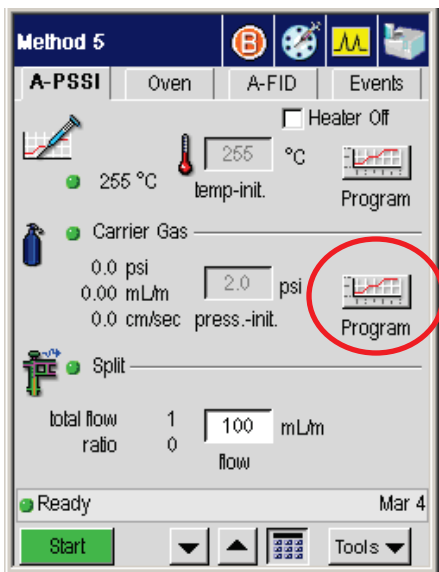 Method 5 B
A-PSSI Oven A-FID Events
Heater Off
255 °C
255 °C temp-init. Program
Carrier Gas
0.0 psi
0.00 mL/m 2.0 psi
0.0 cm/sec press.-init. Program
Split
total flow 1 100 mL/m
ratio 0 flow
Ready Mar 4
Start Tools